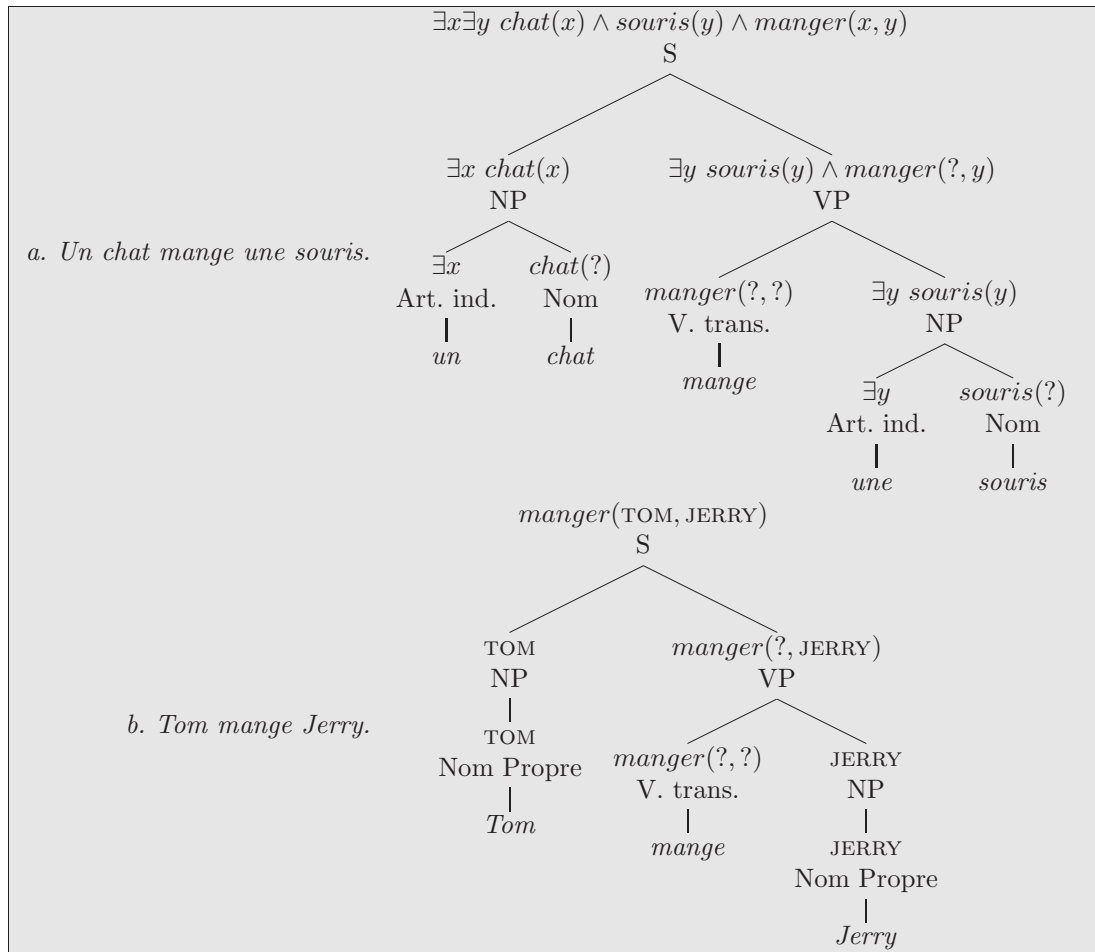 ∃x∃y chat(x) ∧ souris(y) ∧ manger(x, y)
S
∃x chat(x) ∃y souris(y) ∧ manger(?, y)
NP VP
a. Un chat mange une souris.
∃x chat(?)
Art. ind. Nom
un chat
manger(?, ?) ∃y souris(y)
V. trans. NP
mange
∃y souris(?)
Art. ind. Nom
une souris
manger(TOM, JERRY)
S
TOM manger(?, JERRY)
NP VP
b. Tom mange Jerry.
TOM
Nom Propre
Tom
manger(?, ?) JERRY
V. trans. NP
mange
JERRY
Nom Propre
Jerry